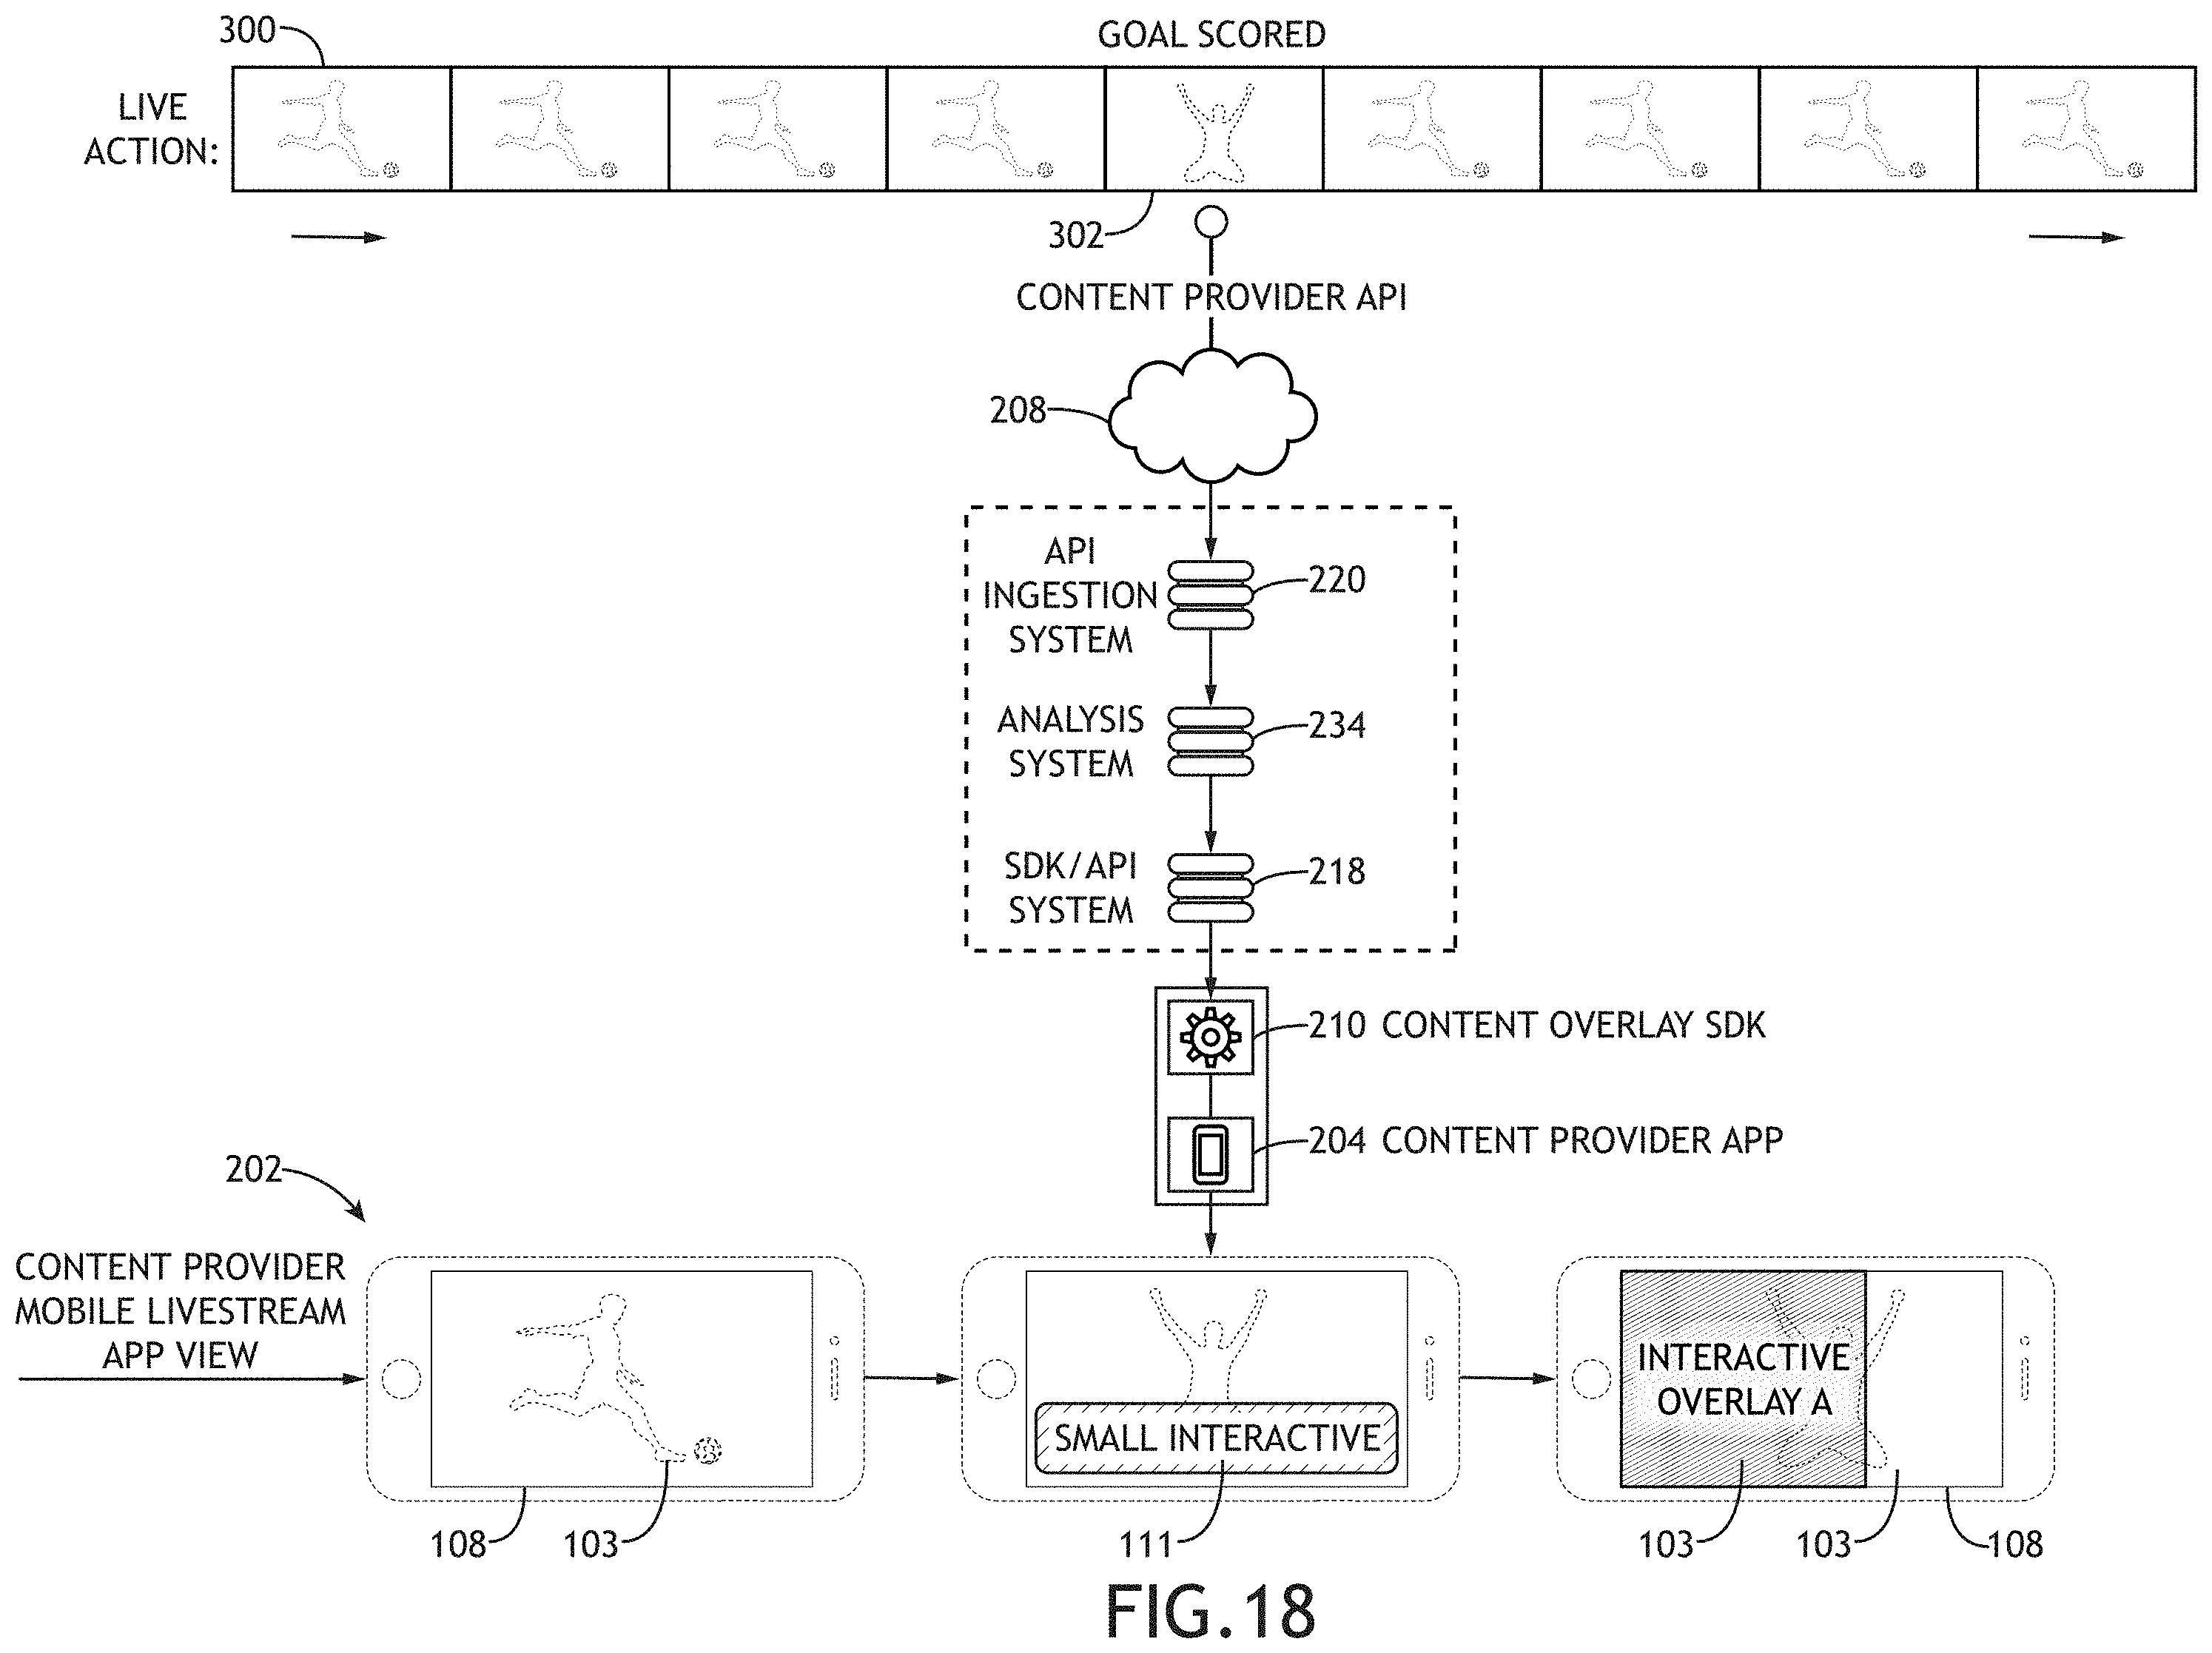 300
GOAL SCORED
LIVE
ACTION:
302
CONTENT PROVIDER API
208
API
INGESTION
SYSTEM
220
ANALYSIS
SYSTEM
234
SDK/API
SYSTEM
218
210 CONTENT OVERLAY SDK
204 CONTENT PROVIDER APP
202
CONTENT PROVIDER
MOBILE LIVESTREAM
APP VIEW
SMALL INTERACTIVE
INTERACTIVE
OVERLAY A
108
103
111
103
103
108
FIG.18